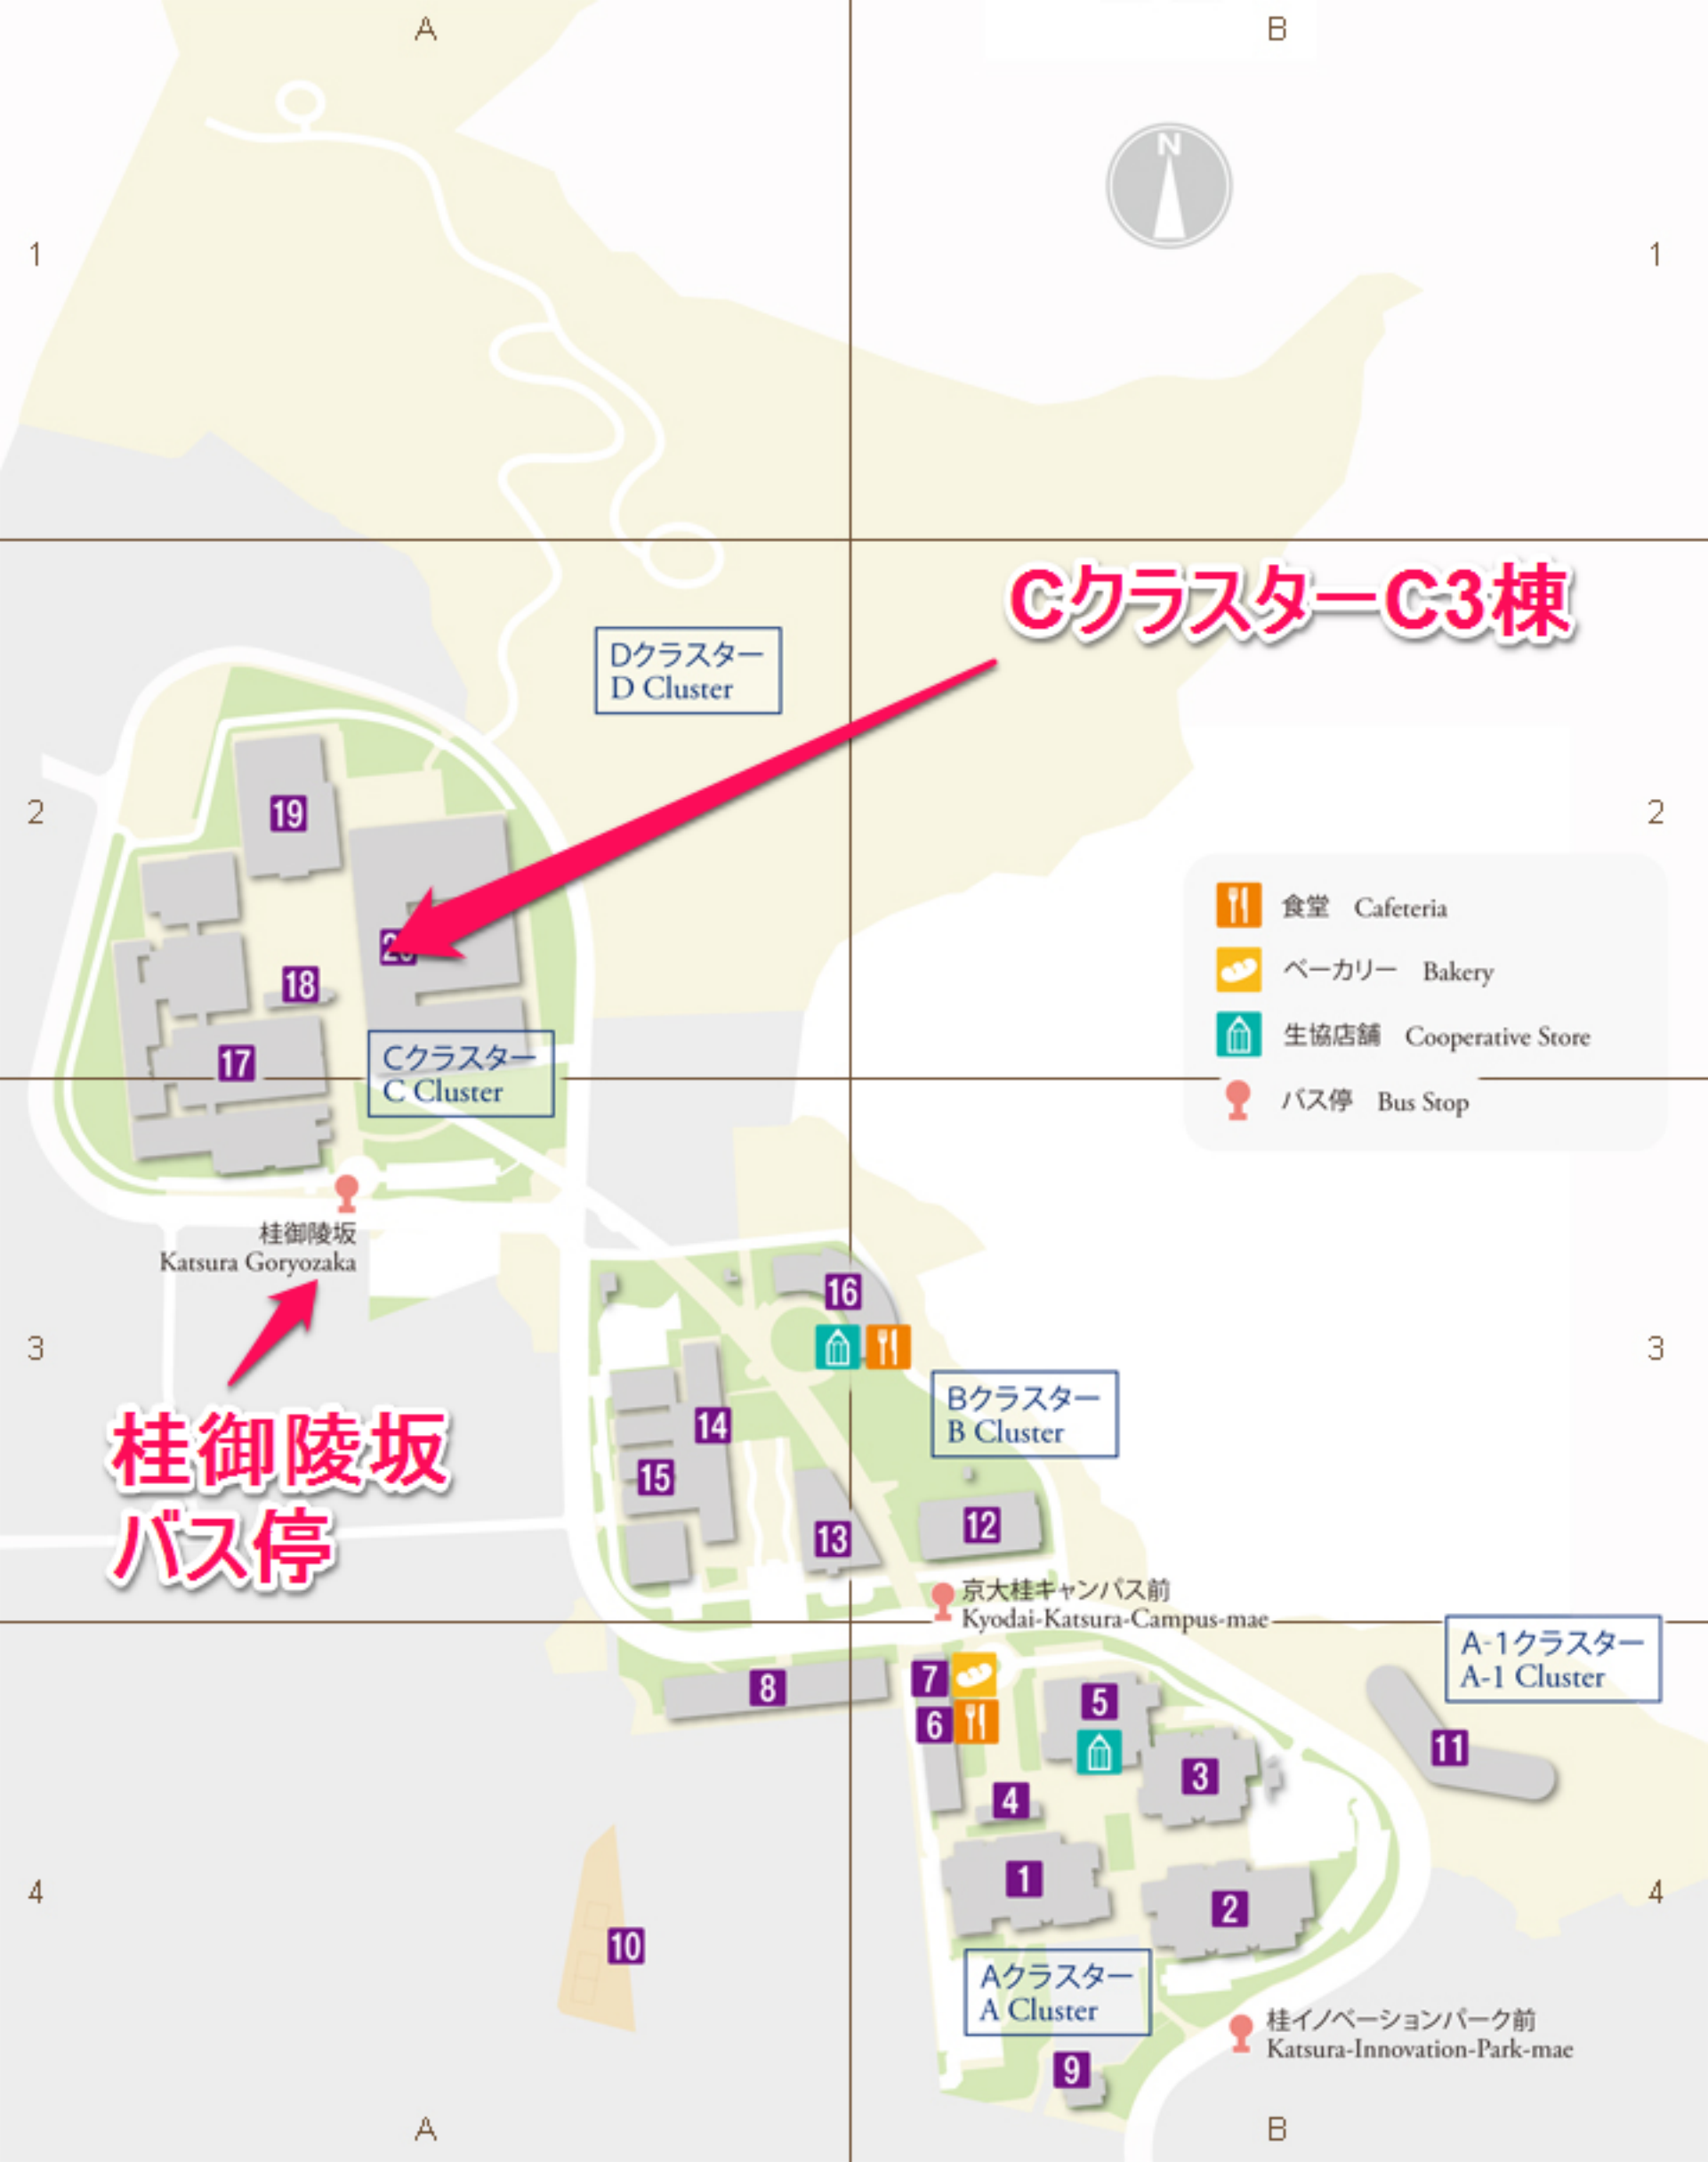 A
B
N
1
1
CクラスターC3棟
Dクラスター
D Cluster
2
2
19
食堂 Cafeteria
ベーカリー Bakery
18
生協店舗 Cooperative Store
17
Cクラスター
C Cluster
バス停 Bus Stop
桂御陵坂
Katsura Goryozaka
16
3
3
桂御陵坂
バス停
Bクラスター
B Cluster
14
15
12
13
京大桂キャンパス前
Kyodai-Katsura-Campus-mae
A-1クラスター
A-1 Cluster
7
8
5
6
11
3
4
1
4
4
2
10
Aクラスター
A Cluster
桂イノベーションパーク前
Katsura-Innovation-Park-mae
9
A
B